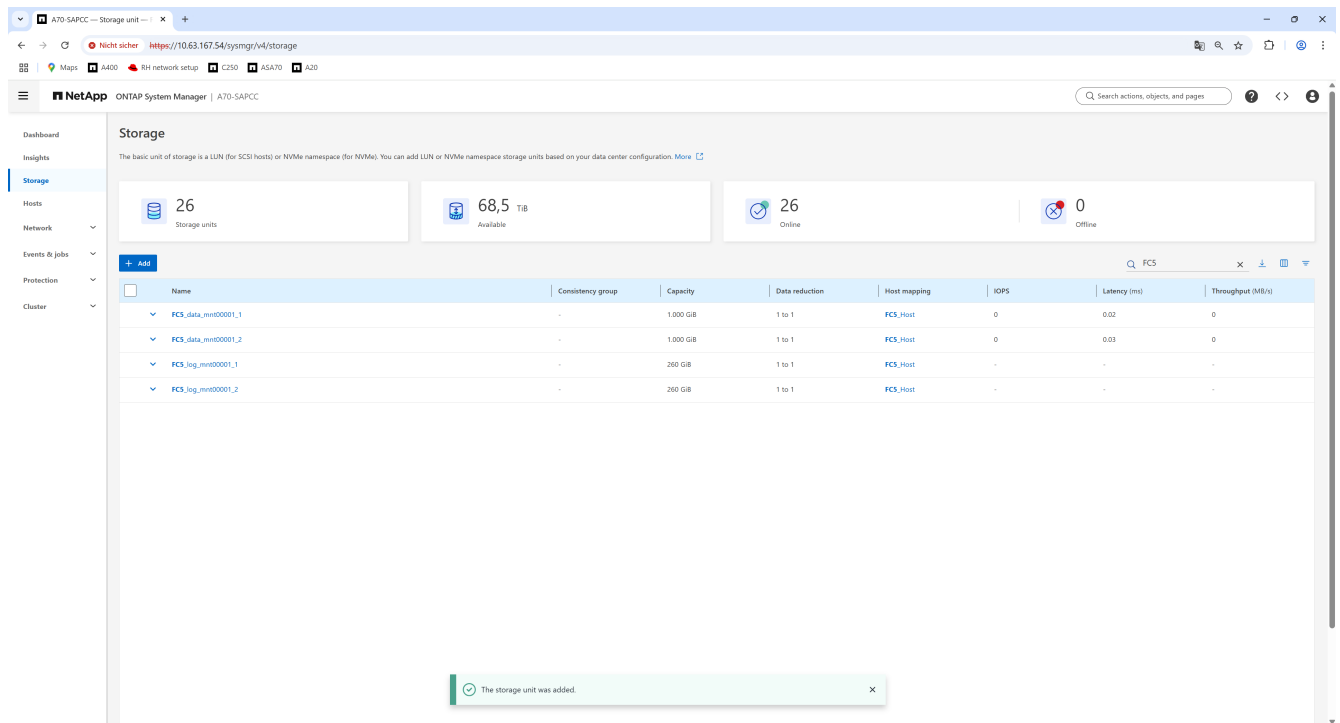 A70-SAPCC — Storage unit —
Nicht sicher https://10.63.167.54/sysmgr/v4/storage
Maps A400 RH network setup C250 ASA70 A20
NetApp ONTAP System Manager | A70-SAPCC Search actions, objects, and pages
Dashboard
Insights
Storage
Hosts
Network
Events & jobs
Protection
Cluster
Storage
The basic unit of storage is a LUN (for SCSI hosts) or NVMe namespace (for NVMe). You can add LUN or NVMe namespace storage units based on your data center configuration. More
26
Storage units
68,5 TiB
Available
26
Online
0
Offline
+ Add FC5
Name Consistency group Capacity Data reduction Host mapping IOPS Latency (ms) Throughput (MB/s)
FC5_data_mnt00001_1 - 1.000 GiB 1 to 1 FC5_Host 0 0.02 0
FC5_data_mnt00001_2 - 1.000 GiB 1 to 1 FC5_Host 0 0.03 0
FC5_log_mnt00001_1 - 260 GiB 1 to 1 FC5_Host - - -
FC5_log_mnt00001_2 - 260 GiB 1 to 1 FC5_Host - - -
The storage unit was added.